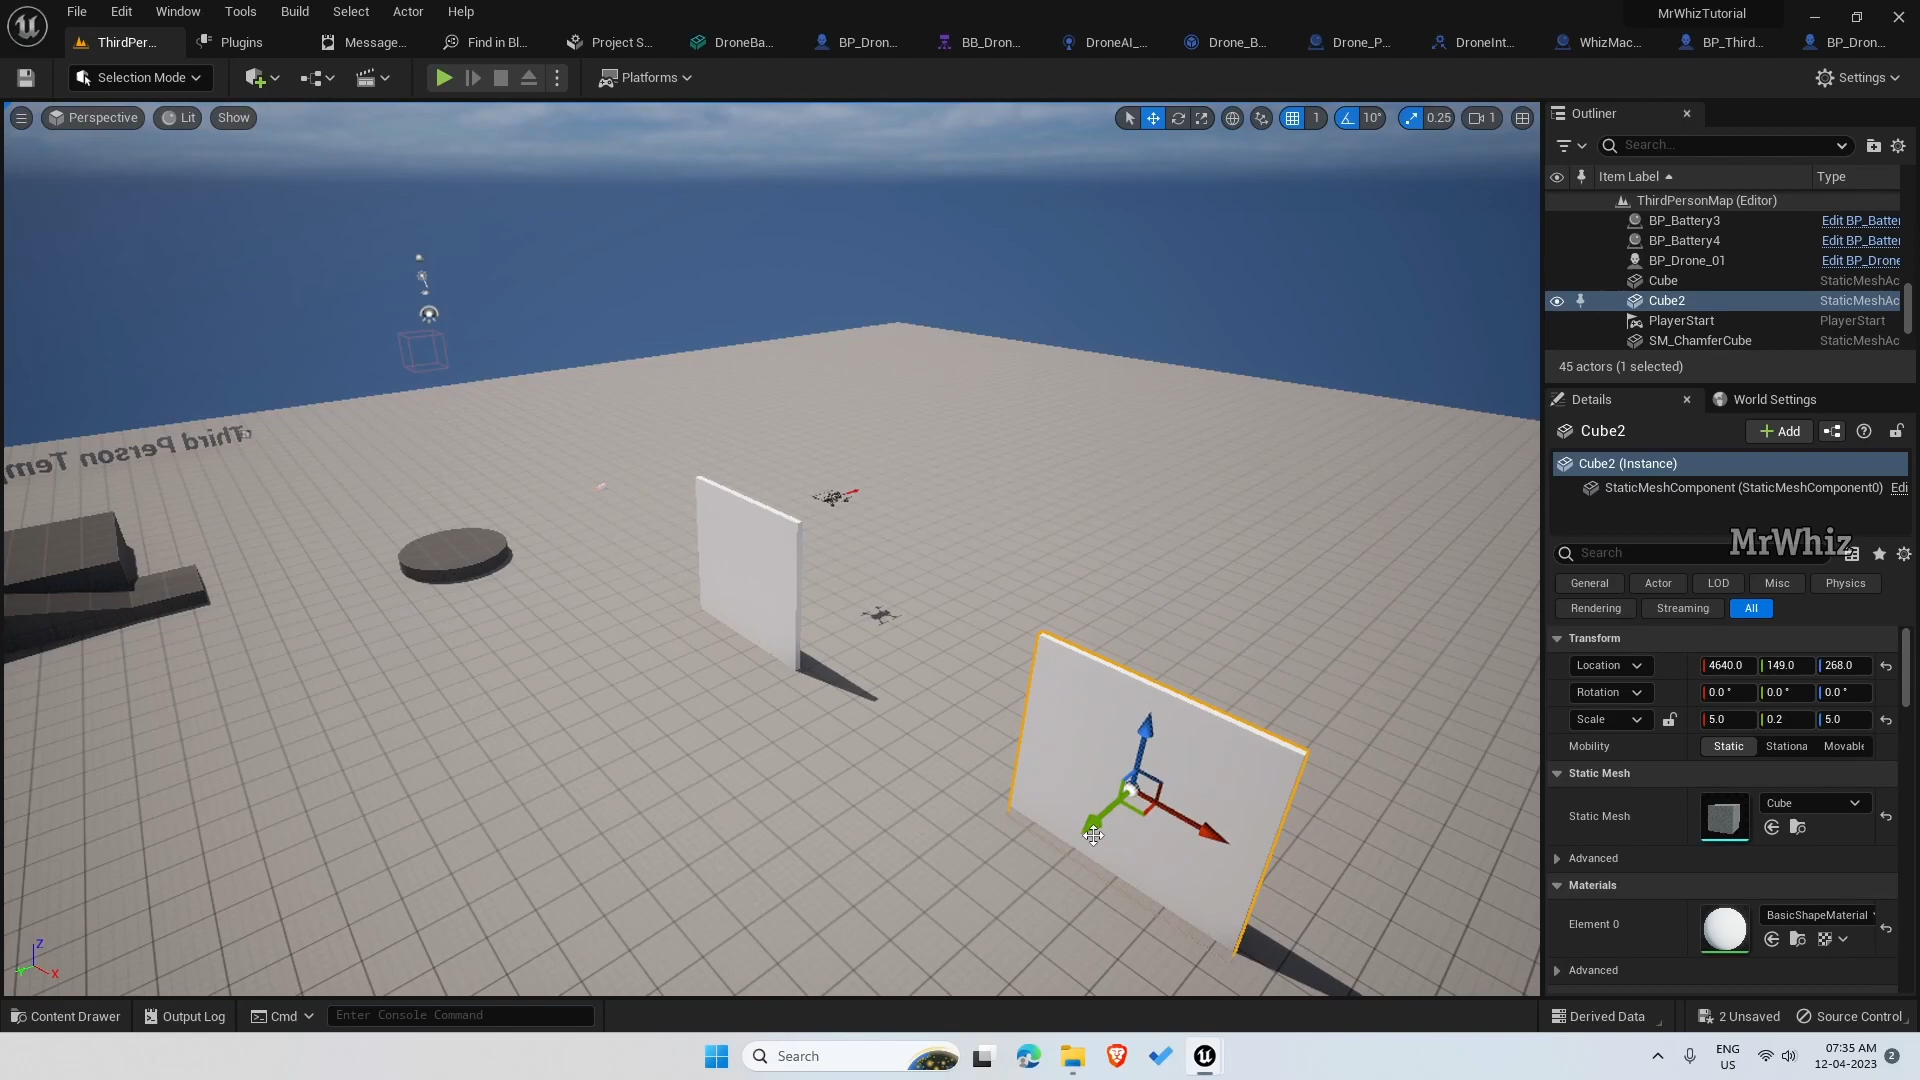 File Edit Window Tools Build Select Actor Help
MrWhizTutorial
ThirdPer... Plugins Message... Find in Bl... Project S... DroneBa... BP_Dron... BB_Dron... DroneAI_... Drone_B... Drone_P... DroneInt... WhizMac... BP_Third... BP_Dron...
Selection Mode Platforms Settings
Perspective Lit Show 1 10° 0.25 1
Outliner
Search...
Item Label Type
ThirdPersonMap (Editor)
BP_Battery3 Edit BP_Batter
BP_Battery4 Edit BP_Batter
BP_Drone_01 Edit BP_Drone
Cube StaticMeshAc
Cube2 StaticMeshAc
PlayerStart PlayerStart
SM_ChamferCube StaticMeshAc
45 actors (1 selected)
Details World Settings
Cube2 Add
Cube2 (Instance)
StaticMeshComponent (StaticMeshComponent0) Edi
MrWhiz
Search
General Actor LOD Misc Physics
Rendering Streaming All
Transform
Location 4640.0 149.0 268.0
Rotation 0.0° 0.0° 0.0°
Scale 5.0 0.2 5.0
Mobility Static Stationa Movable
Static Mesh
Static Mesh Cube
Advanced
Materials
Element 0 BasicShapeMaterial
Advanced
Third Person Temp
Z
Y
X
Content Drawer Output Log Cmd Enter Console Command Derived Data 2 Unsaved Source Control
Search
ENG
US
07:35 AM
12-04-2023
2